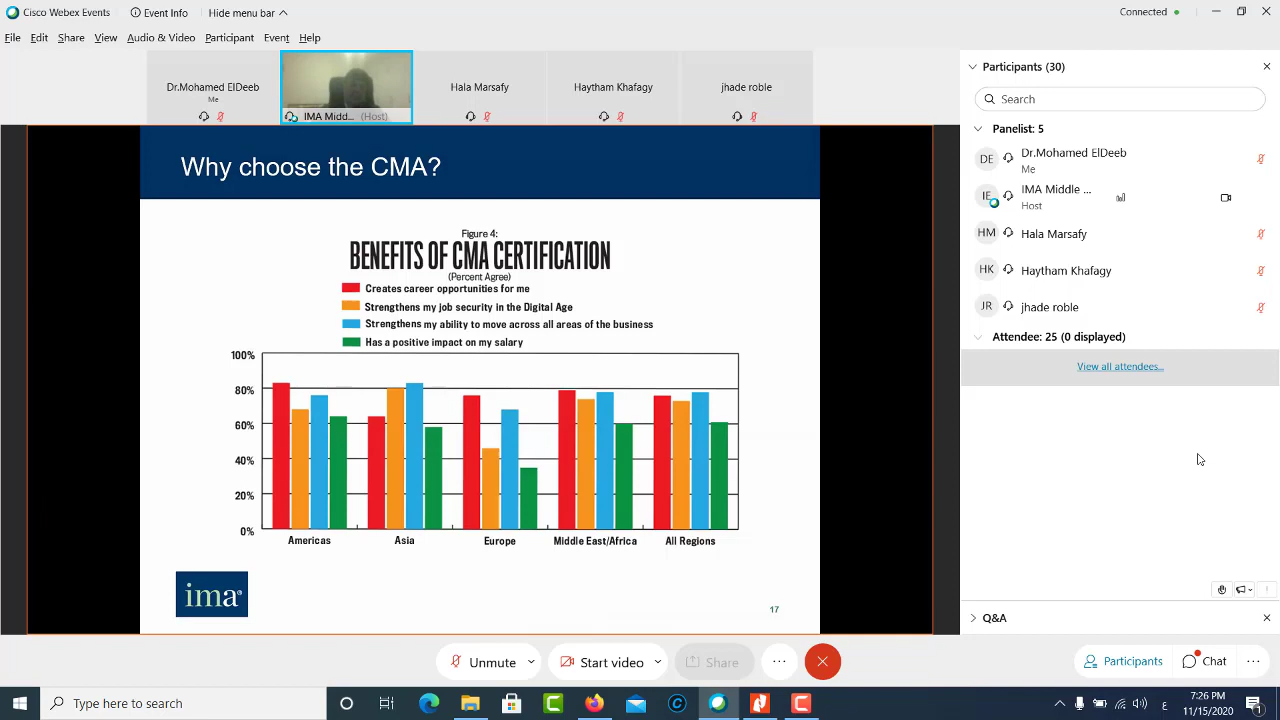 Cisco Webex Events
Event Info
Hide menu bar
File Edit Share View Audio & Video Participant Event Help
Dr.Mohamed ElDeeb
Me
IMA Midd... (Host)
Hala Marsafy
Haytham Khafagy
jhade roble
Connected
Participants (30)
Search
Panelist: 5
DE Dr.Mohamed ElDeeb
Me
IE IMA Middle ...
Host
HM Hala Marsafy
HK Haytham Khafagy
JR jhade roble
Attendee: 25 (0 displayed)
View all attendees...
Q&A
Why choose the CMA?
Figure 4:
BENEFITS OF CMA CERTIFICATION
(Percent Agree)
Creates career opportunities for me
Strengthens my job security in the Digital Age
Strengthens my ability to move across all areas of the business
Has a positive impact on my salary
100%
80%
60%
40%
20%
0%
Americas Asia Europe Middle East/Africa All Regions
ima®
17
Unmute
Start video
Share
Participants
Chat
Type here to search
ENG
7:26 PM
11/15/2020
1